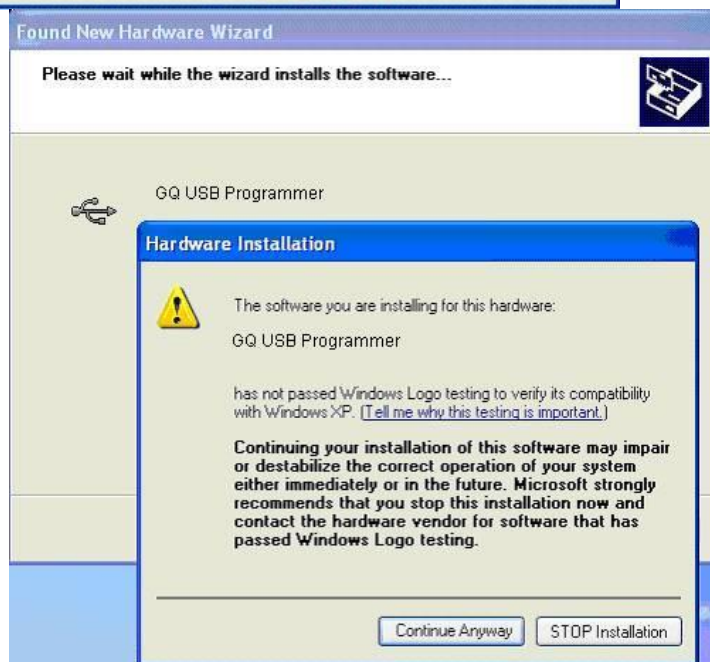 Found New Hardware Wizard
Please wait while the wizard installs the software...
GQ USB Programmer
Hardware Installation
The software you are installing for this hardware:
GQ USB Programmer
has not passed Windows Logo testing to verify its compatibility
with Windows XP. (Tell me why this testing is important.)
Continuing your installation of this software may impair
or destabilize the correct operation of your system
either immediately or in the future. Microsoft strongly
recommends that you stop this installation now and
contact the hardware vendor for software that has
passed Windows Logo testing.
Continue Anyway
STOP Installation